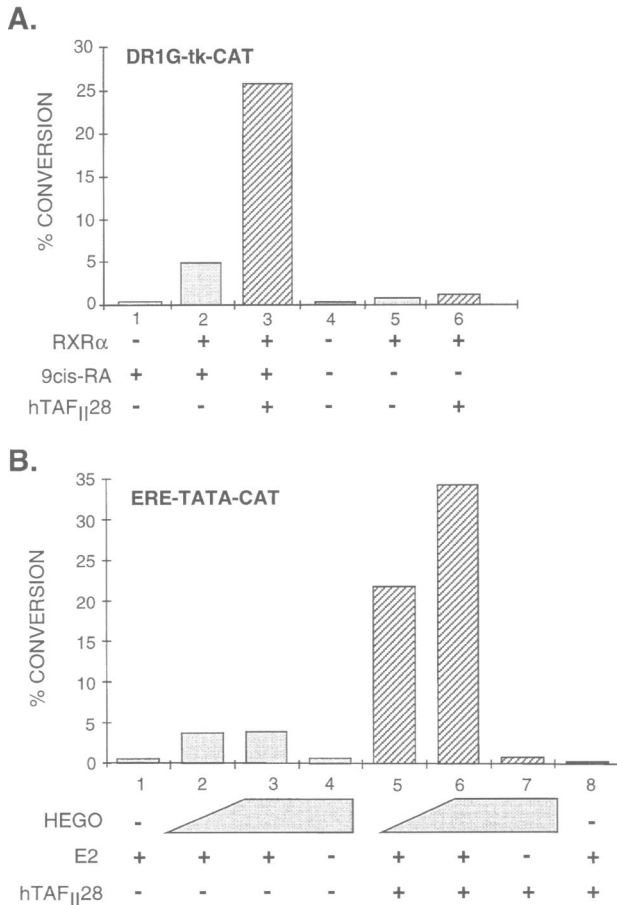 A.
DR1G-tk-CAT
% CONVERSION
30
25
20
15
10
5
0
1 2 3 4 5 6
RXRα - + + - + +
9cis-RA + + + - - -
hTAFII28 - - + - - +
B.
ERE-TATA-CAT
% CONVERSION
35
30
25
20
15
10
5
0
1 2 3 4 5 6 7 8
HEGO - -
E2 + + + - + + - +
hTAFII28 - - - - + + + +